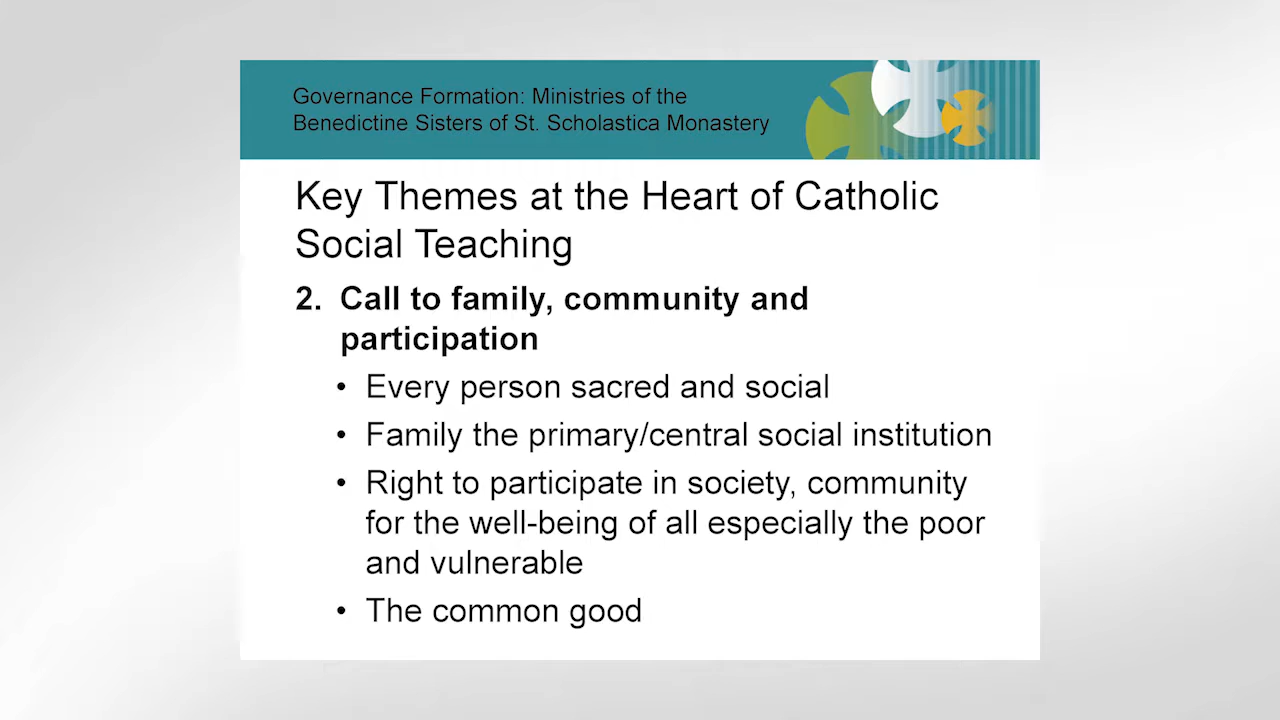 Governance Formation: Ministries of the
Benedictine Sisters of St. Scholastica Monastery
Key Themes at the Heart of Catholic
Social Teaching
2. Call to family, community and
participation
• Every person sacred and social
• Family the primary/central social institution
• Right to participate in society, community
for the well-being of all especially the poor
and vulnerable
• The common good